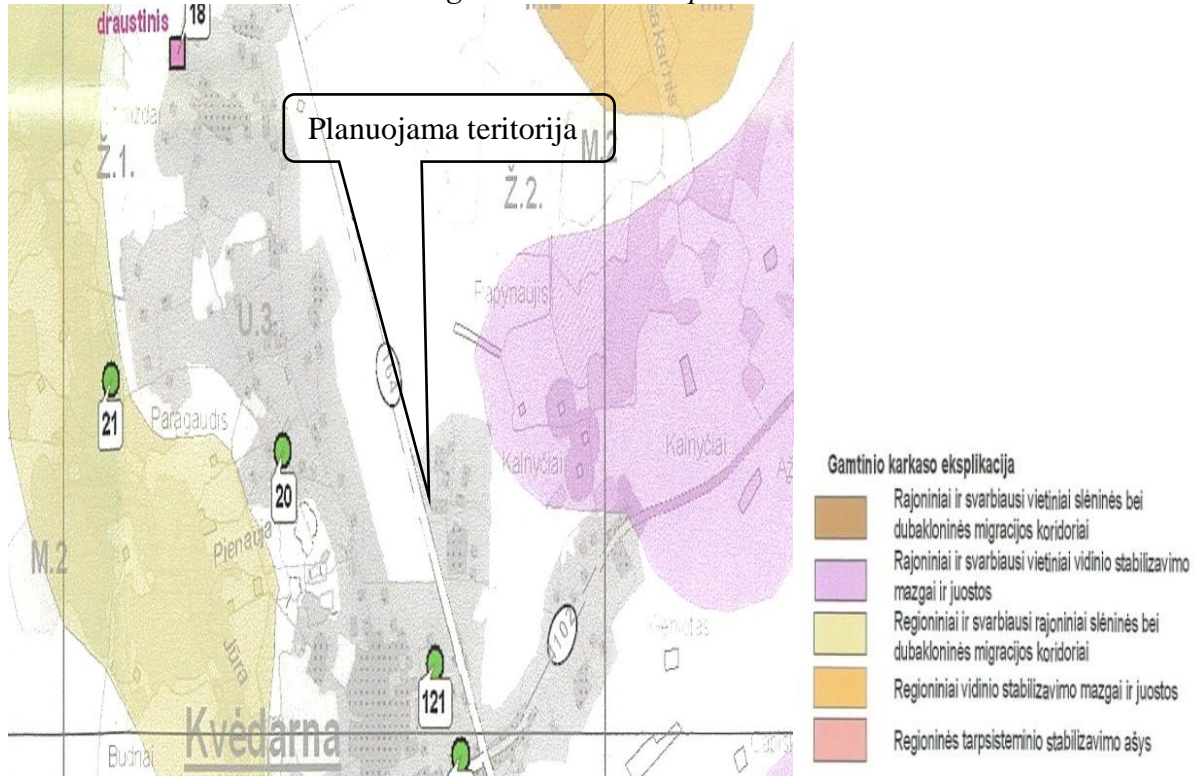 draustinis
18
Planuojama teritorija
Ž.1.
M.2
Ž.2.
Papynaujis
U.3.
164
21
Paragaudis
20
Kalnyčiai
Kalnyčiai
Pienauja
M.2
Jūra
102
121
Kvėdarna
Gamtinio karkaso eksplikacija
Rajoniniai ir svarbiausi vietiniai slėninės bei
dubakloninės migracijos koridoriai
Rajoniniai ir svarbiausi vietiniai vidinio stabilizavimo
mazgai ir juostos
Regioniniai ir svarbiausi rajoniniai slėninės bei
dubakloninės migracijos koridoriai
Regioniniai vidinio stabilizavimo mazgai ir juostos
Regioninės tarpsisteminio stabilizavimo ašys